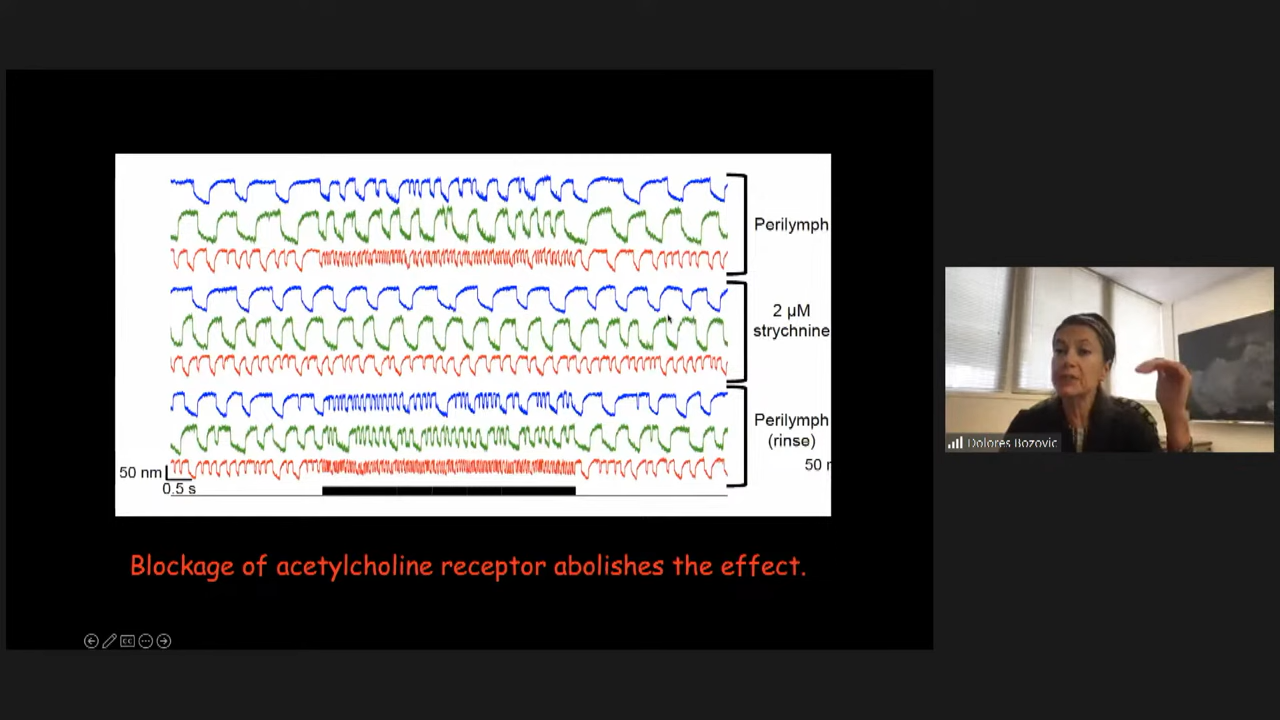 Perilymph
2 µM
strychnine
Perilymph
(rinse)
50 nm
0.5 s
50 n
Blockage of acetylcholine receptor abolishes the effect.
CC
Dolores Bozovic